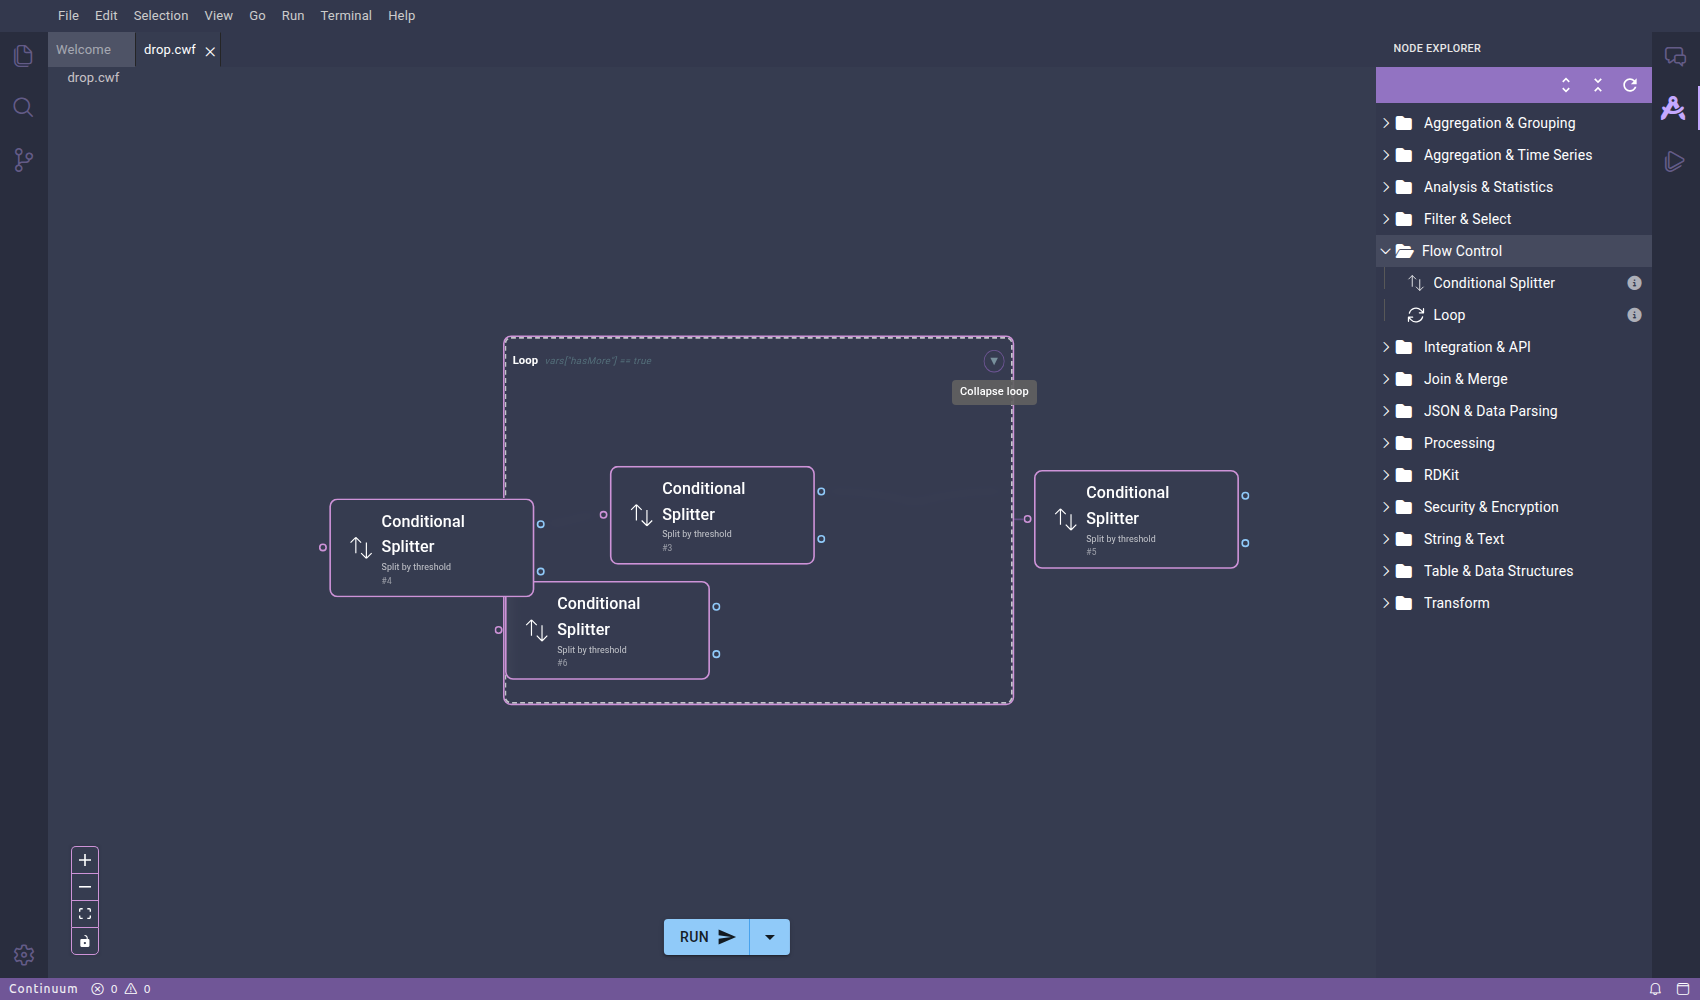 File Edit Selection View Go Run Terminal Help
Welcome drop.cwf
drop.cwf
NODE EXPLORER
Aggregation & Grouping
Aggregation & Time Series
Analysis & Statistics
Filter & Select
Flow Control
Conditional Splitter
Loop
Integration & API
Join & Merge
JSON & Data Parsing
Processing
RDKit
Security & Encryption
String & Text
Table & Data Structures
Transform
Loop vars["hasMore"] == true
Collapse loop
Conditional
Splitter
Split by threshold
#3
Conditional
Splitter
Split by threshold
#5
Conditional
Splitter
Split by threshold
#4
Conditional
Splitter
Split by threshold
#6
RUN
Continuum 0 0